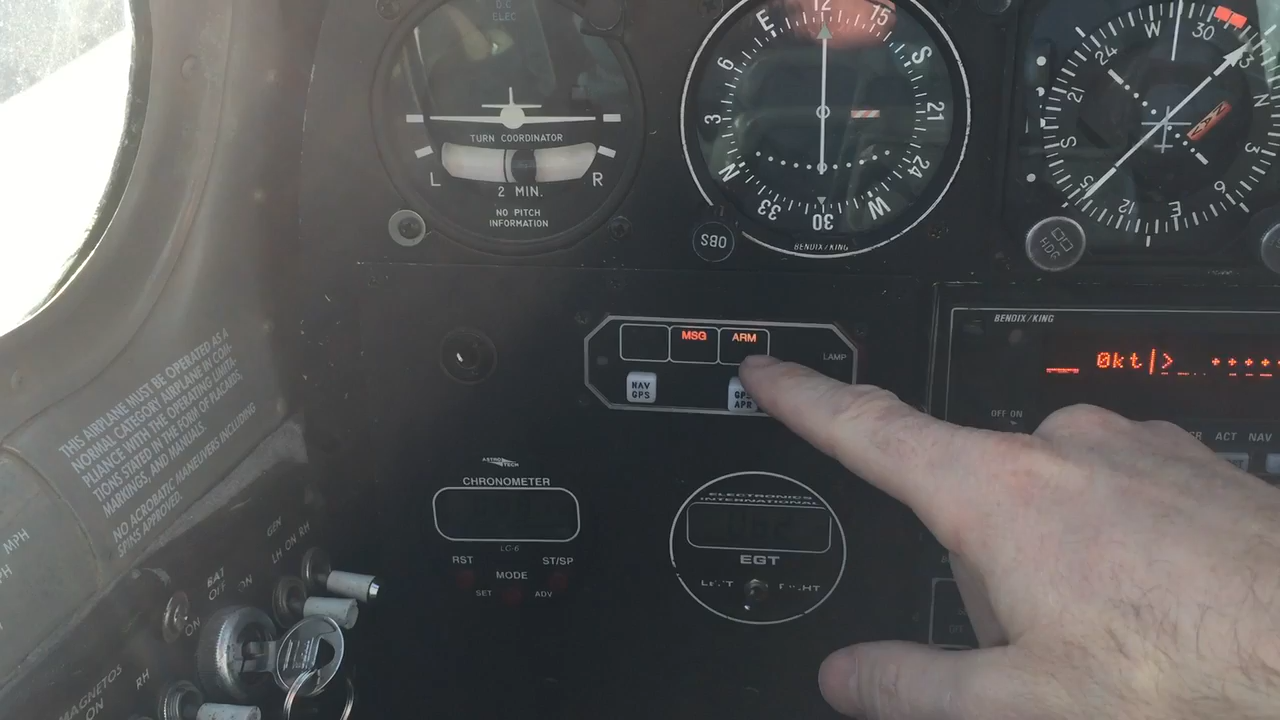 D.C.
ELEC
TURN COORDINATOR
L R
2 MIN.
NO PITCH
INFORMATION
E 12 15 S 21 24 W 30 33 N 3 6
OBS
BENDIX/KING
W 30 33 N 3 6 E 12 15 S 21 24
HDG
MSG ARM
LAMP
NAV
GPS
GPS
APR
BENDIX/KING
0kt
OFF ON
ACT NAV
THIS AIRPLANE MUST BE OPERATED AS A
NORMAL CATEGORY AIRPLANE IN COM-
PLIANCE WITH THE OPERATING LIMITA-
TIONS STATED IN THE FORM OF PLACARDS,
MARKINGS, AND MANUALS.
NO ACROBATIC MANEUVERS INCLUDING
SPINS APPROVED.
MPH
ASTROTECH
CHRONOMETER
LC-6
RST ST/SP
MODE
SET ADV
ELECTRONICS
INTERNATIONAL
EGT
GEN
LH ON RH
BAT
OFF ON
ON
MAGNETOS
ON
RH